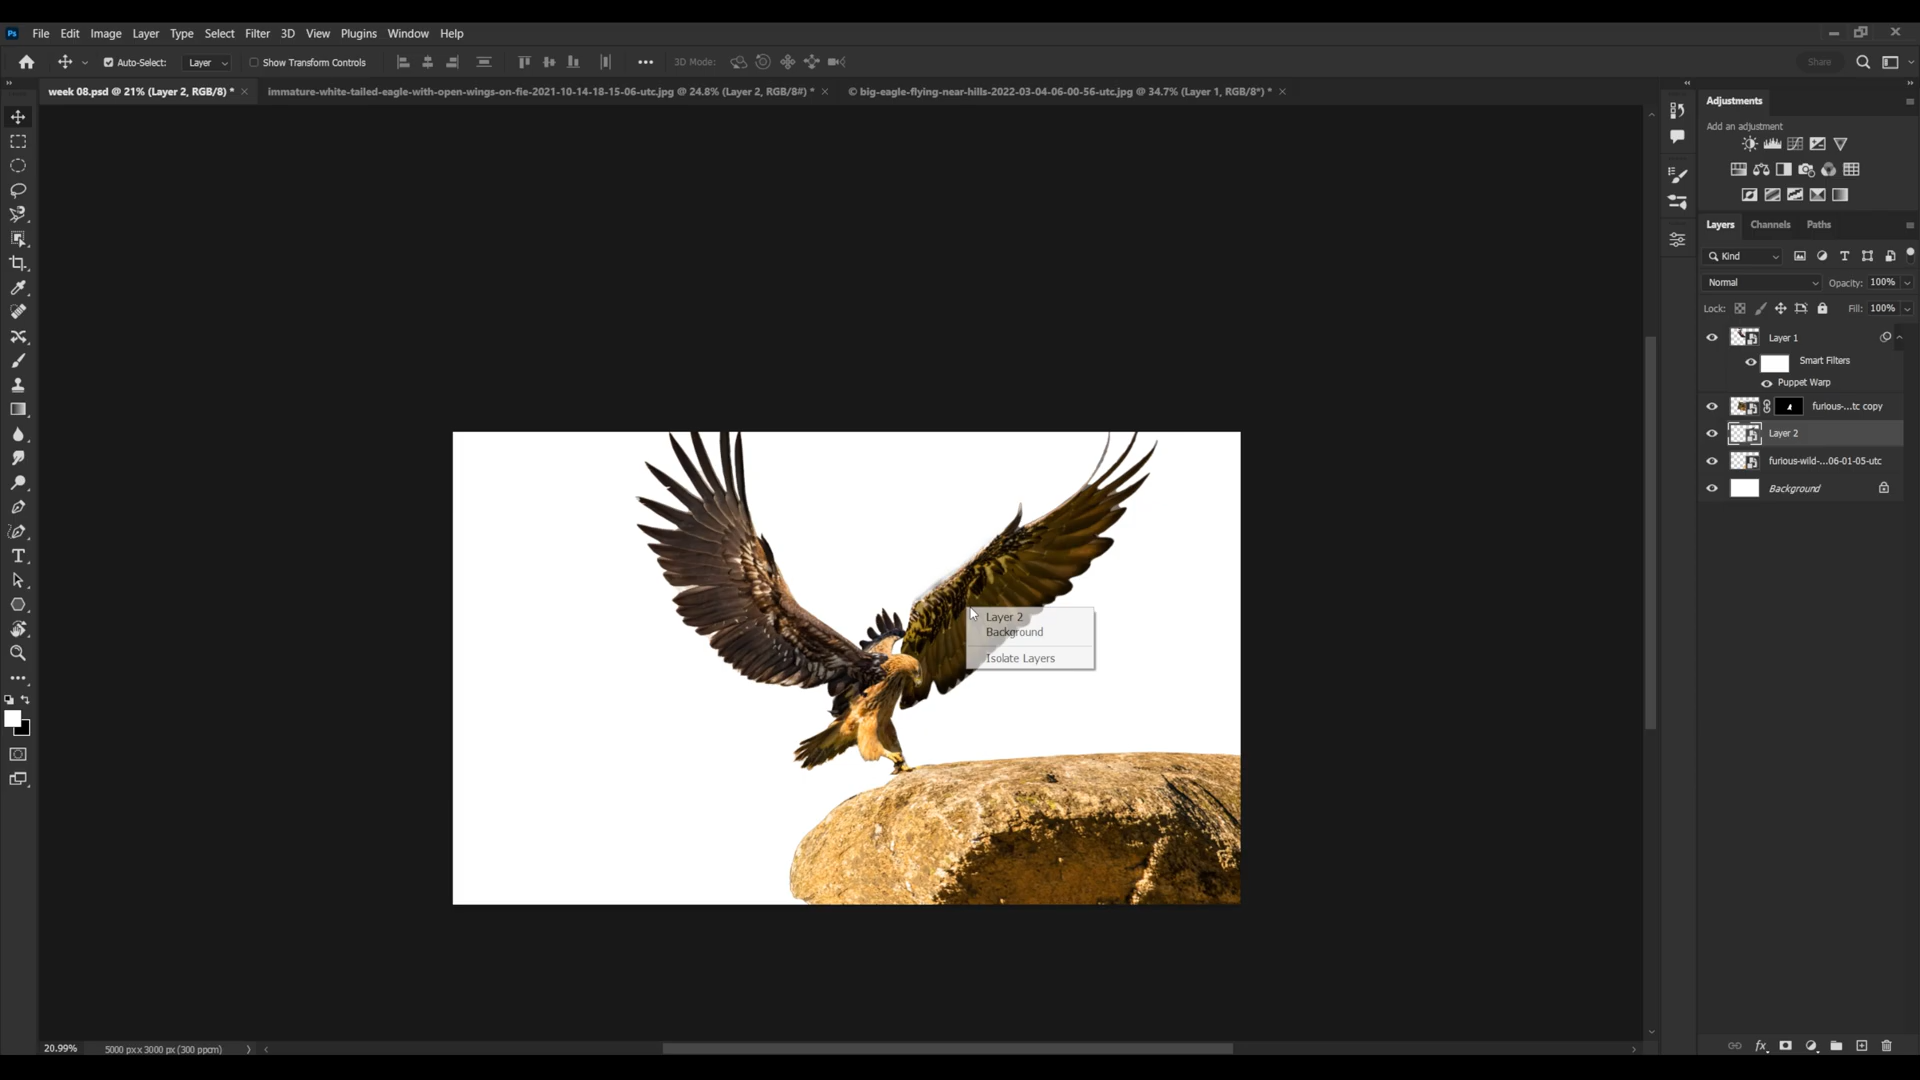 Ps File Edit Image Layer Type Select Filter 3D View Plugins Window Help
Auto-Select: Layer Show Transform Controls 3D Mode: Share
week 08.psd @ 21% (Layer 2, RGB/8) * immature-white-tailed-eagle-with-open-wings-on-fie-2021-10-14-18-15-06-utc.jpg @ 24.8% (Layer 2, RGB/8#) * © big-eagle-flying-near-hills-2022-03-04-06-00-56-utc.jpg @ 34.7% (Layer 1, RGB/8*) *
Adjustments
Add an adjustment
Layers Channels Paths
Kind
Normal Opacity: 100%
Lock: Fill: 100%
Layer 1
Smart Filters
Puppet Warp
furious-...tc copy
Layer 2
furious-wild-...06-01-05-utc
Background
Layer 2
Background
Isolate Layers
20.99% 5000 px x 3000 px (300 ppcm)